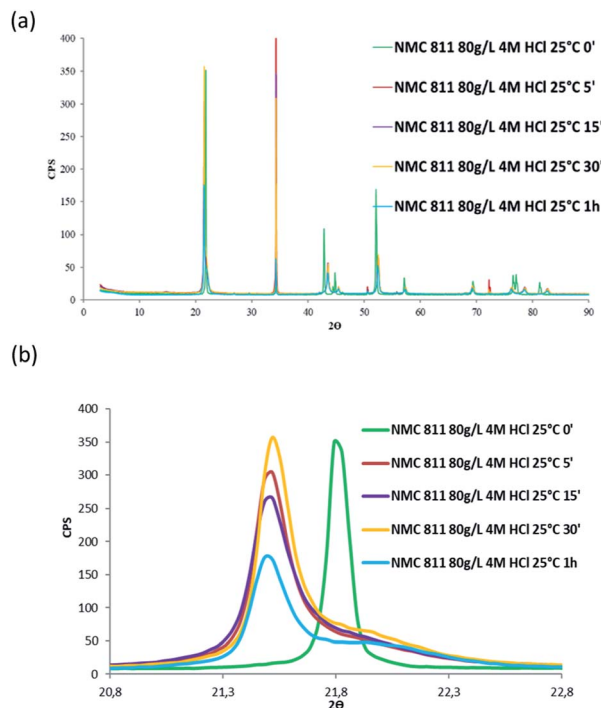 (a)
400
350
300
250
200
150
100
50
0
CPS
0 10 20 30 40 50 60 70 80 90
2Θ
NMC 811 80g/L 4M HCl 25°C 0'
NMC 811 80g/L 4M HCl 25°C 5'
NMC 811 80g/L 4M HCl 25°C 15'
NMC 811 80g/L 4M HCl 25°C 30'
NMC 811 80g/L 4M HCl 25°C 1h
(b)
400
350
300
250
200
150
100
50
0
CPS
20,8 21,3 21,8 22,3 22,8
2Θ
NMC 811 80g/L 4M HCl 25°C 0'
NMC 811 80g/L 4M HCl 25°C 5'
NMC 811 80g/L 4M HCl 25°C 15'
NMC 811 80g/L 4M HCl 25°C 30'
NMC 811 80g/L 4M HCl 25°C 1h